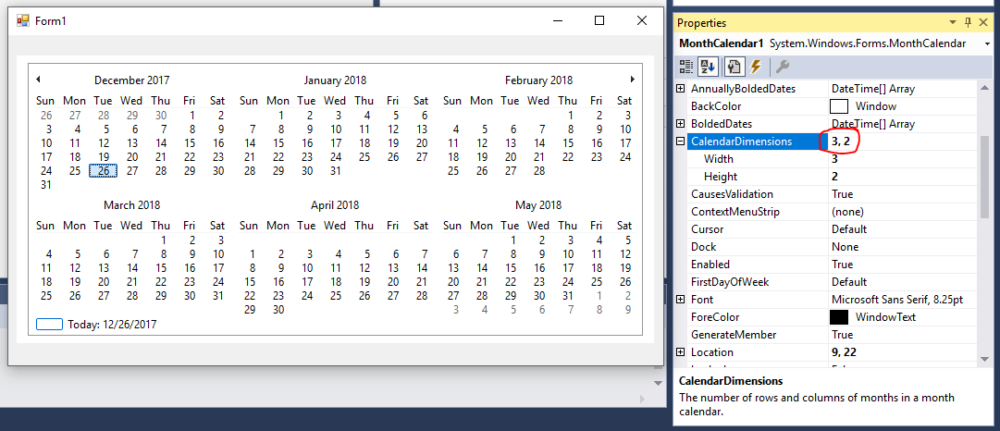 Form1
December 2017 January 2018 February 2018
Sun Mon Tue Wed Thu Fri Sat Sun Mon Tue Wed Thu Fri Sat Sun Mon Tue Wed Thu Fri Sat
26 27 28 29 30 1 2 1 2 3 4 5 6 1 2 3
3 4 5 6 7 8 9 7 8 9 10 11 12 13 4 5 6 7 8 9 10
10 11 12 13 14 15 16 14 15 16 17 18 19 20 11 12 13 14 15 16 17
17 18 19 20 21 22 23 21 22 23 24 25 26 27 18 19 20 21 22 23 24
24 25 26 27 28 29 30 28 29 30 31 25 26 27 28
31
March 2018 April 2018 May 2018
Sun Mon Tue Wed Thu Fri Sat Sun Mon Tue Wed Thu Fri Sat Sun Mon Tue Wed Thu Fri Sat
1 2 3 1 2 3 4 5
4 5 6 7 8 9 10 1 2 3 4 5 6 7 6 7 8 9 10 11 12
11 12 13 14 15 16 17 8 9 10 11 12 13 14 13 14 15 16 17 18 19
18 19 20 21 22 23 24 15 16 17 18 19 20 21 20 21 22 23 24 25 26
25 26 27 28 29 30 31 22 23 24 25 26 27 28 27 28 29 30 31 1 2
29 30 3 4 5 6 7 8 9
Today: 12/26/2017
Properties
MonthCalendar1 System.Windows.Forms.MonthCalendar
AnnuallyBoldedDates DateTime[] Array
BackColor Window
BoldedDates DateTime[] Array
CalendarDimensions 3, 2
Width 3
Height 2
CausesValidation True
ContextMenuStrip (none)
Cursor Default
Dock None
Enabled True
FirstDayOfWeek Default
Font Microsoft Sans Serif, 8.25pt
ForeColor WindowText
GenerateMember True
Location 9, 22
CalendarDimensions
The number of rows and columns of months in a month
calendar.